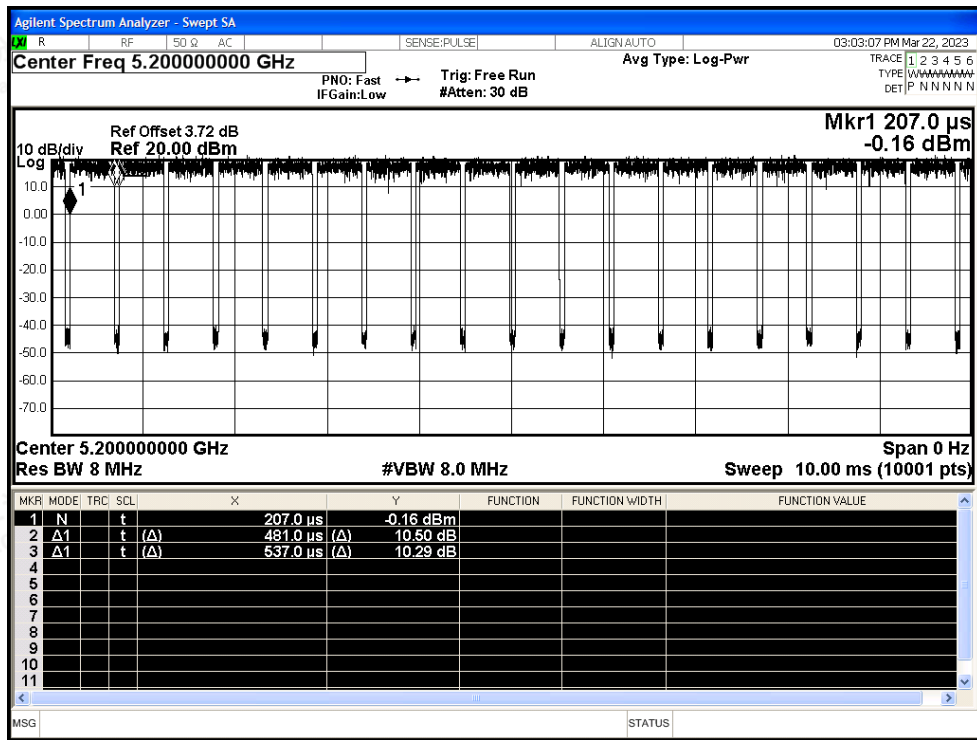 Agilent Spectrum Analyzer - Swept SA
LXI R RF 50 Ω AC SENSE:PULSE ALIGN AUTO 03:03:07 PM Mar 22, 2023
Center Freq 5.200000000 GHz
PNO: Fast
IFGain:Low
Trig: Free Run
#Atten: 30 dB
Avg Type: Log-Pwr
TRACE 1 2 3 4 5 6
TYPE WWWWWW
DET P N N N N N
Mkr1 207.0 µs
-0.16 dBm
Ref Offset 3.72 dB
10 dB/div Ref 20.00 dBm
Log
1
10.0
0.00
-10.0
-20.0
-30.0
-40.0
-50.0
-60.0
-70.0
Center 5.200000000 GHz Span 0 Hz
Res BW 8 MHz #VBW 8.0 MHz Sweep 10.00 ms (10001 pts)
MKR MODE TRC SCL X Y FUNCTION FUNCTION WIDTH FUNCTION VALUE
1 N t 207.0 µs -0.16 dBm
2 Δ1 t (Δ) 481.0 µs (Δ) 10.50 dB
3 Δ1 t (Δ) 537.0 µs (Δ) 10.29 dB
4
5
6
7
8
9
10
11
MSG STATUS